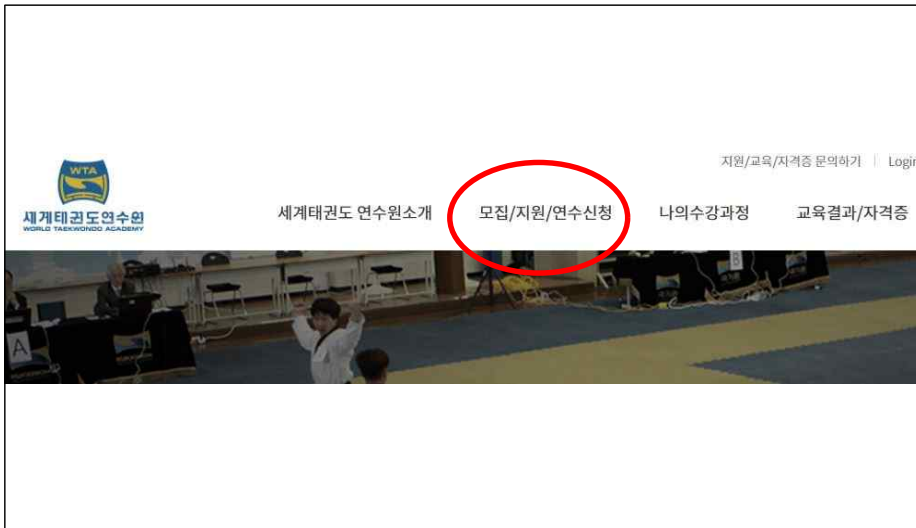 지원/교육/자격증 문의하기 | Login
WTA
세계태권도연수원
WORLD TAEKWONDO ACADEMY
세계태권도 연수원소개 모집/지원/연수신청 나의수강과정 교육결과/자격증
A
B